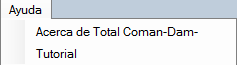 Ayuda
Acerca de Total Coman-Dam-
Tutorial